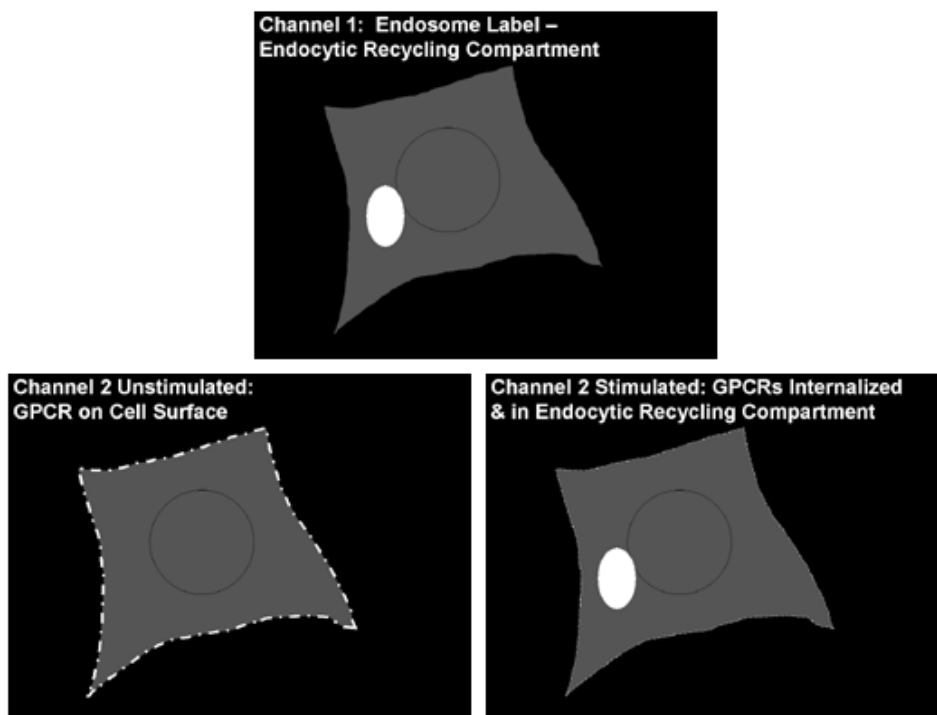 Channel 1:  Endosome Label –
Endocytic Recycling Compartment
Channel 2 Unstimulated:
GPCR on Cell Surface
Channel 2 Stimulated: GPCRs Internalized
& in Endocytic Recycling Compartment